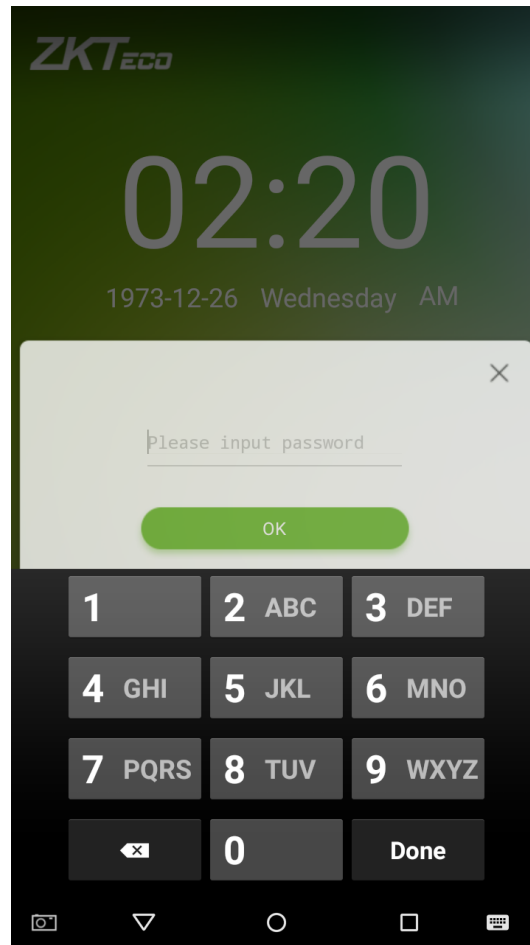 ZKTECO
02:20
1973-12-26 Wednesday AM
Please input password
OK
1 2 ABC 3 DEF
4 GHI 5 JKL 6 MNO
7 PQRS 8 TUV 9 WXYZ
0 Done